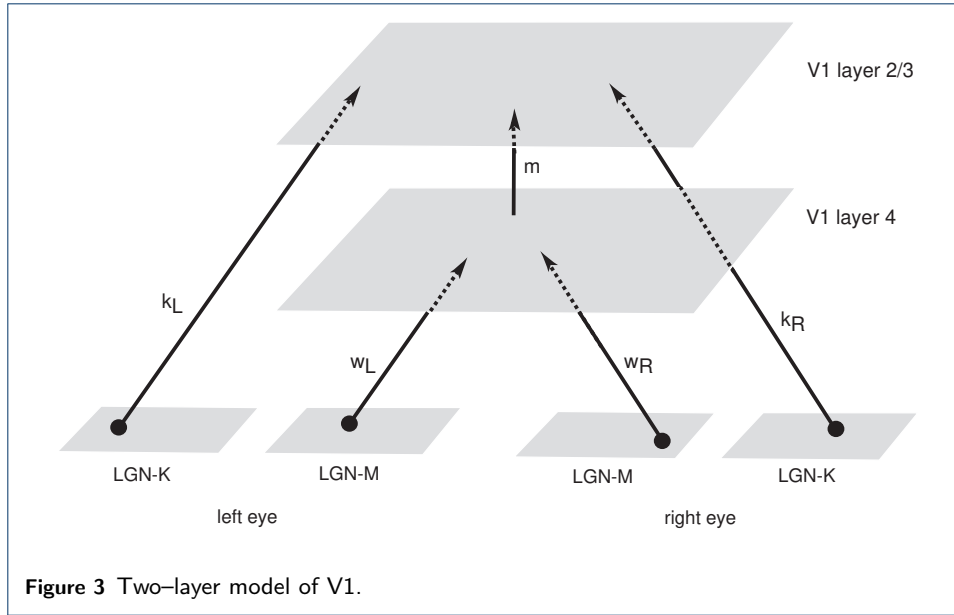 V1 layer 2/3
m
V1 layer 4
kL
kR
wL
wR
LGN-K
LGN-M
LGN-M
LGN-K
left eye
right eye
Figure 3 Two–layer model of V1.